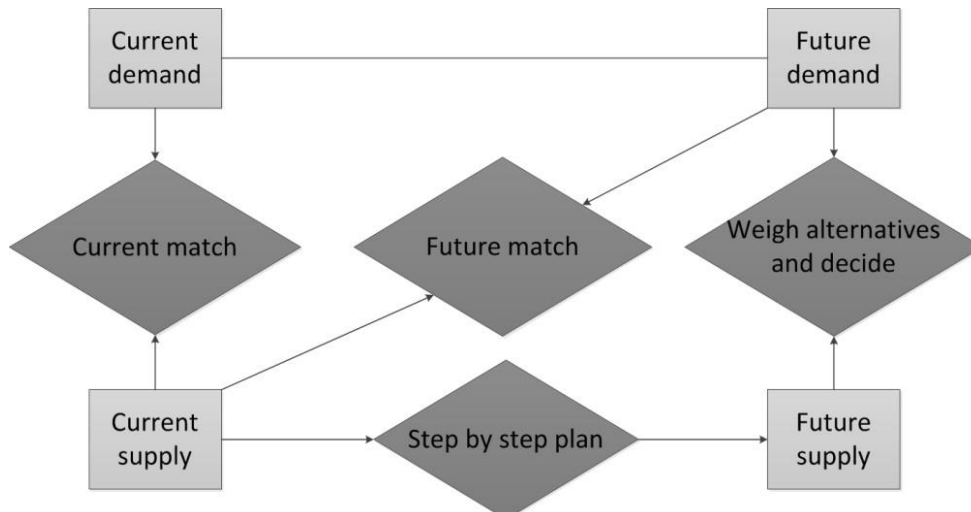 Current
demand
Future
demand
Current match
Future match
Weigh alternatives
and decide
Current
supply
Step by step plan
Future
supply